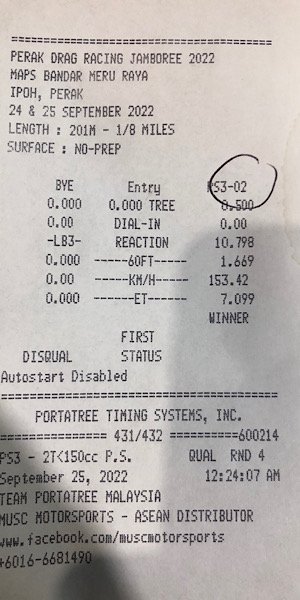 ================================
PERAK DRAG RACING JAMBOREE 2022
MAPS BANDAR MERU RAYA
IPOH, PERAK
24 & 25 SEPTEMBER 2022
LENGTH : 201M - 1/8 MILES
SURFACE : NO-PREP
BYE Entry PS3-02
0.000 0.000 TREE 0.500
0.00 DIAL-IN 0.00
-LB3- REACTION 10.798
0.000 ------60FT----- 1.669
0.00 -----KM/H----- 153.42
0.000 ------ET----- 7.099
WINNER
FIRST
DISQUAL STATUS
Autostart Disabled
================================
PORTATREE TIMING SYSTEMS, INC.
============== 431/432 ==========600214
PS3 - 2T<150cc P.S. QUAL RND 4
September 25, 2022 12:24:07 AM
TEAM PORTATREE MALAYSIA
MUSC MOTORSPORTS - ASEAN DISTRIBUTOR
www.facebook.com/muscmotorsports
+6016-6681490